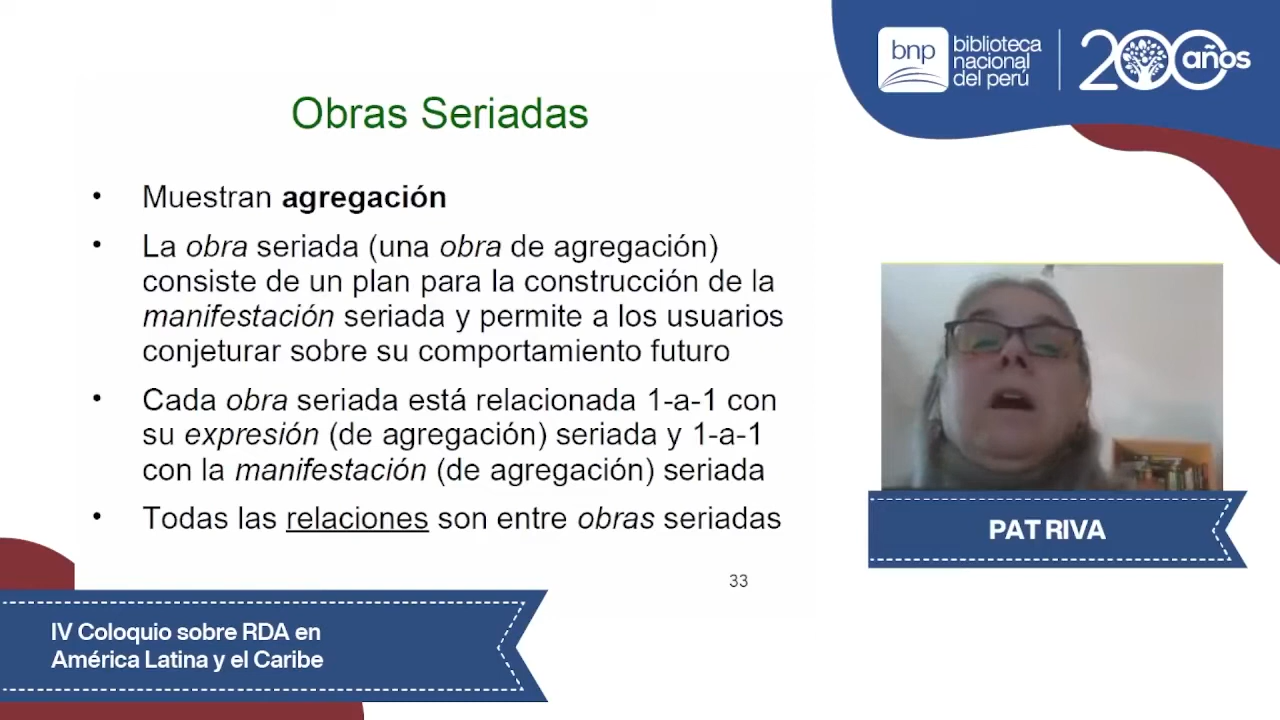 bnp
biblioteca
nacional
del perú
200 años
Obras Seriadas
• Muestran agregación
• La obra seriada (una obra de agregación)
consiste de un plan para la construcción de la
manifestación seriada y permite a los usuarios
conjeturar sobre su comportamiento futuro
• Cada obra seriada está relacionada 1-a-1 con
su expresión (de agregación) seriada y 1-a-1
con la manifestación (de agregación) seriada
• Todas las relaciones son entre obras seriadas
33
PAT RIVA
IV Coloquio sobre RDA en
América Latina y el Caribe